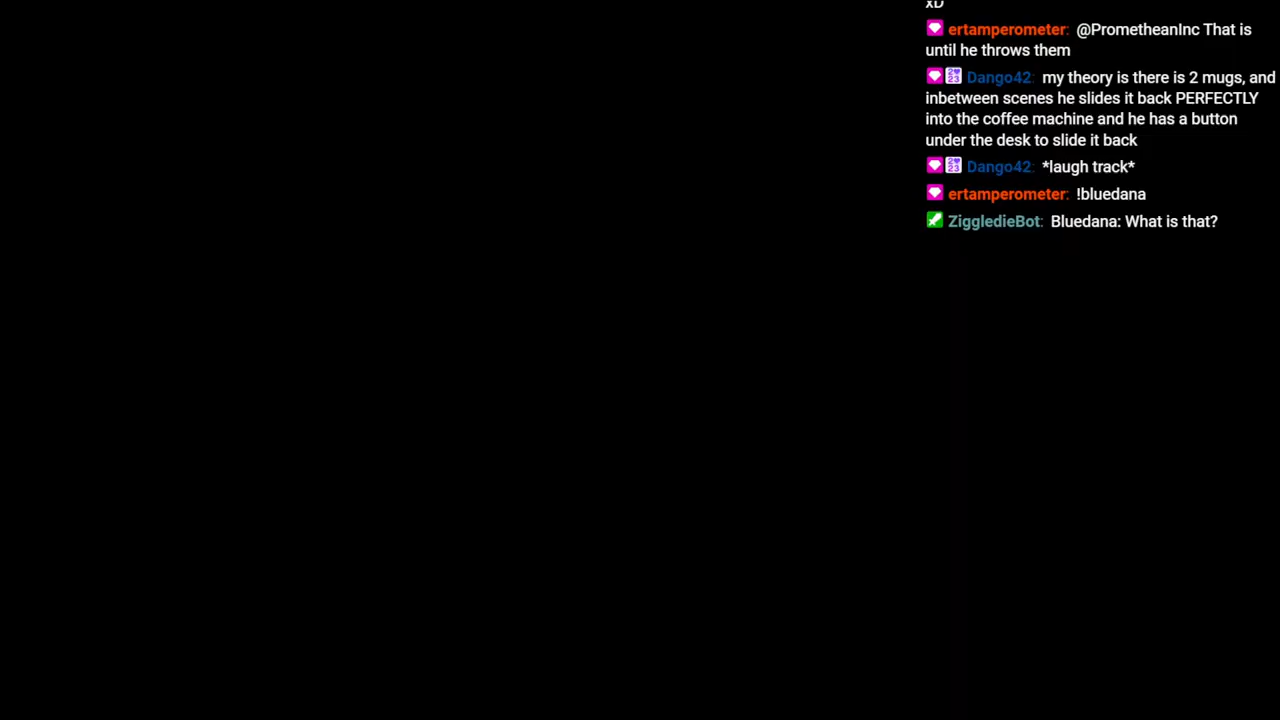 xD
ertamperometer: @PrometheanInc That is
until he throws them
Dango42: my theory is there is 2 mugs, and
inbetween scenes he slides it back PERFECTLY
into the coffee machine and he has a button
under the desk to slide it back
Dango42: *laugh track*
ertamperometer: !bluedana
ZiggledieBot: Bluedana: What is that?